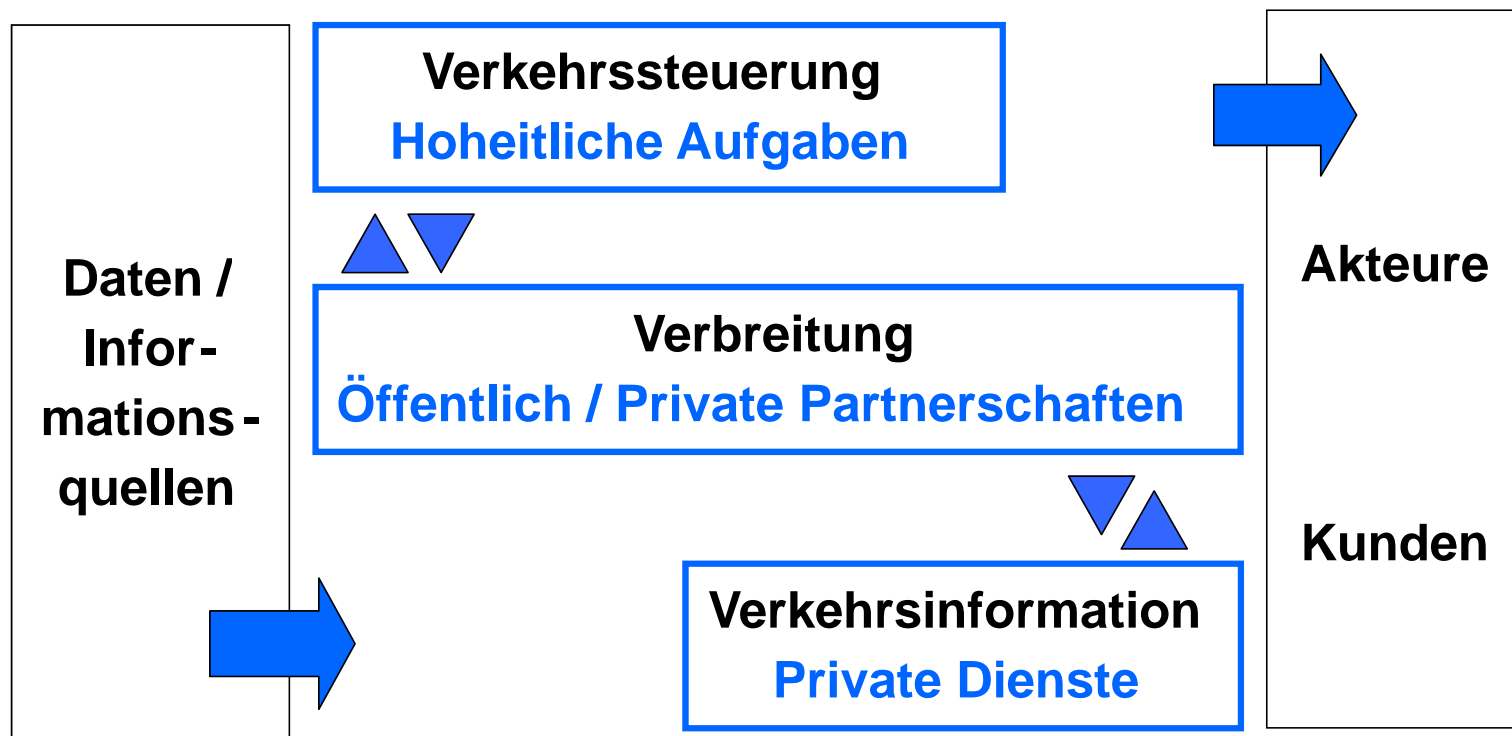 Daten /
Infor-
mations-
quellen
Verkehrssteuerung
Hoheitliche Aufgaben
Verbreitung
Öffentlich / Private Partnerschaften
Verkehrsinformation
Private Dienste
Akteure
Kunden